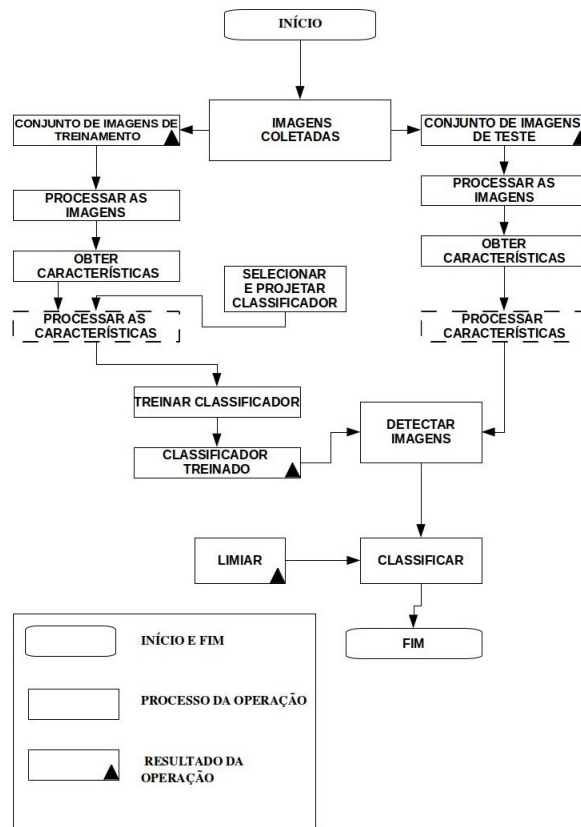 INÍCIO
IMAGENS
COLETADAS
CONJUNTO DE IMAGENS DE
TREINAMENTO
CONJUNTO DE IMAGENS
DE TESTE
PROCESSAR AS
IMAGENS
PROCESSAR AS
IMAGENS
OBTER
CARACTERÍSTICAS
OBTER
CARACTERÍSTICAS
SELECIONAR
E PROJETAR
CLASSIFICADOR
PROCESSAR AS
CARACTERÍSTICAS
PROCESSAR
CARACTERÍSTICAS
TREINAR CLASSIFICADOR
DETECTAR
IMAGENS
CLASSIFICADOR
TREINADO
LIMIAR
CLASSIFICAR
FIM
INÍCIO E FIM
PROCESSO DA OPERAÇÃO
RESULTADO DA
OPERAÇÃO